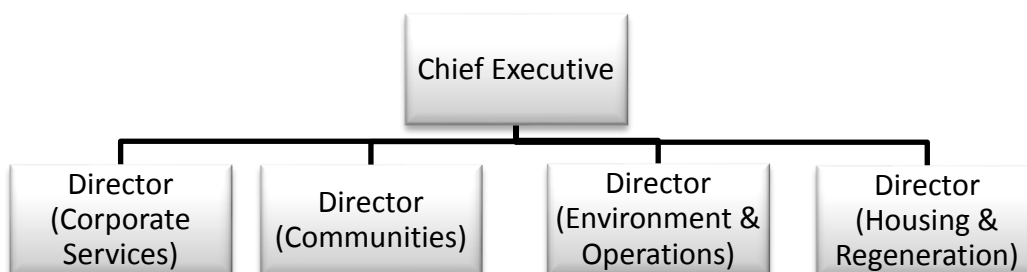 Chief Executive
Director
(Corporate
Services)
Director
(Communities)
Director
(Environment &
Operations)
Director
(Housing &
Regeneration)